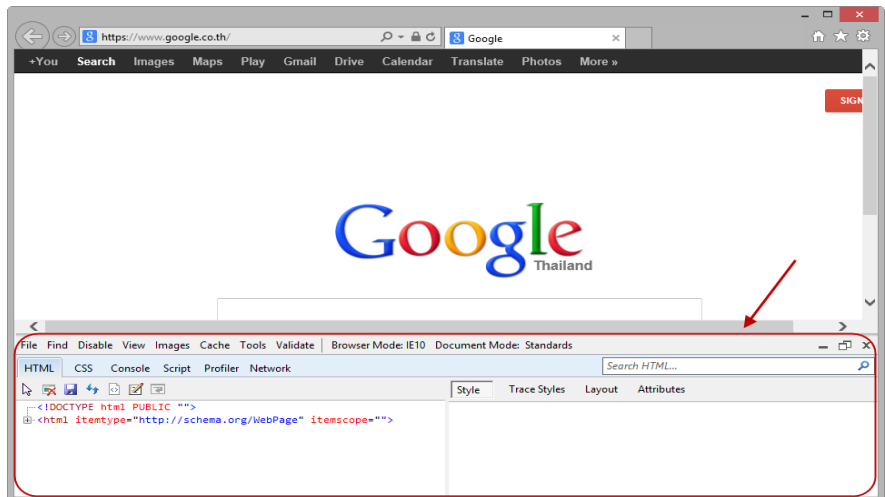 https://www.google.co.th/ Google
+You Search Images Maps Play Gmail Drive Calendar Translate Photos More »
SIGN
Google
Thailand
File Find Disable View Images Cache Tools Validate Browser Mode: IE10 Document Mode: Standards
HTML CSS Console Script Profiler Network Search HTML...
Style Trace Styles Layout Attributes
<!DOCTYPE html PUBLIC "">
<html itemtype="http://schema.org/WebPage" itemscope="">